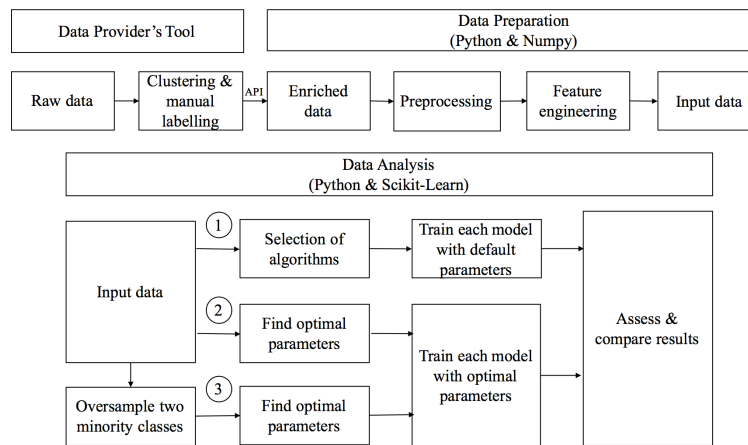 Data Provider's Tool
Data Preparation
(Python & Numpy)
Raw data
Clustering &
manual
labelling
API
Enriched
data
Preprocessing
Feature
engineering
Input data
Data Analysis
(Python & Scikit-Learn)
Input data
1
Selection of
algorithms
Train each model
with default
parameters
2
Find optimal
parameters
Train each model
with optimal
parameters
Assess &
compare results
Oversample two
minority classes
3
Find optimal
parameters